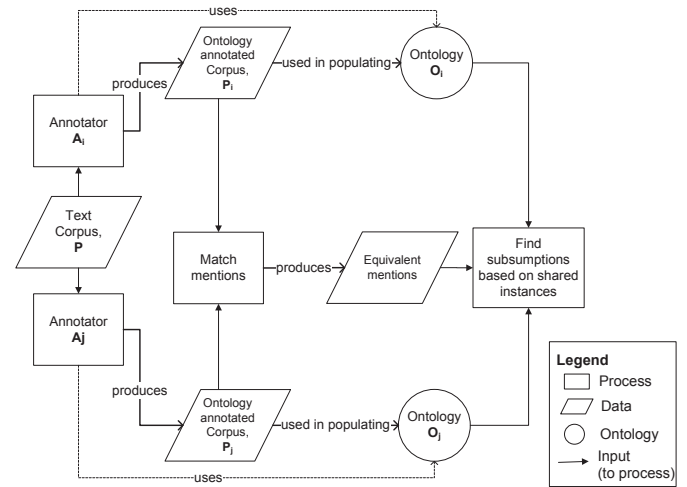 uses
Ontology
annotated
Corpus,
Pi
produces
used in populating
Ontology
Oi
Annotator
Ai
Text
Corpus,
P
Match
mentions
produces
Equivalent
mentions
Find
subsumptions
based on shared
instances
Annotator
Aj
produces
Ontology
annotated
Corpus,
Pj
used in populating
Ontology
Oj
uses
Legend
Process
Data
Ontology
Input
(to process)